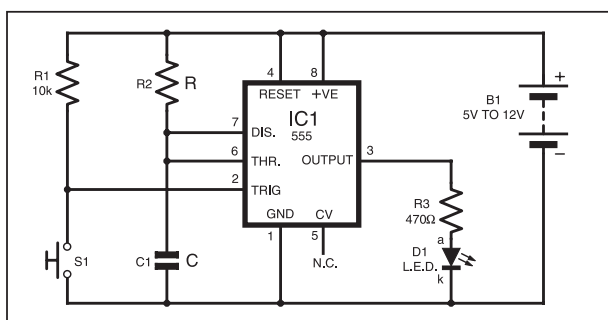 4
8
R1
10k
R2
R
RESET
+VE
IC1
555
7
DIS.
6
THR.
OUTPUT
3
2
TRIG
GND
CV
1
5
N.C.
S1
C1
C
R3
470Ω
a
D1
L.E.D.
k
B1
5V TO 12V
+
−